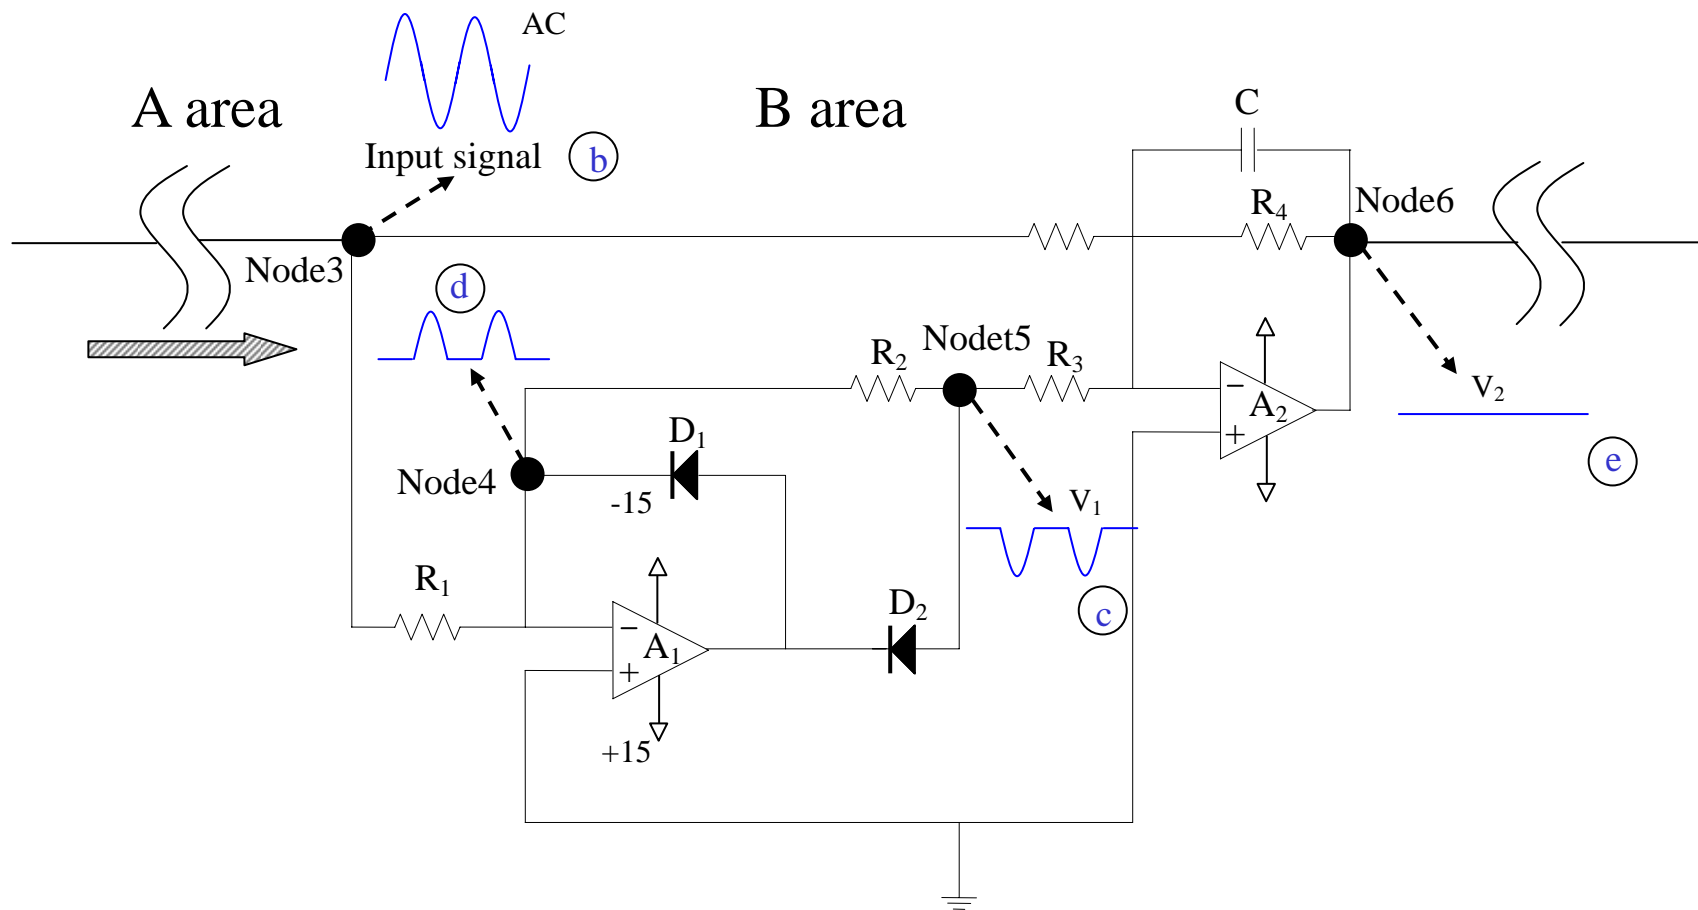 AC
A area
B area
C
Input signal
b
R4
Node6
Node3
d
Nodet5
R2
R3
V2
−
A2
+
D1
e
Node4
-15
V1
R1
D2
c
−
A1
+
+15